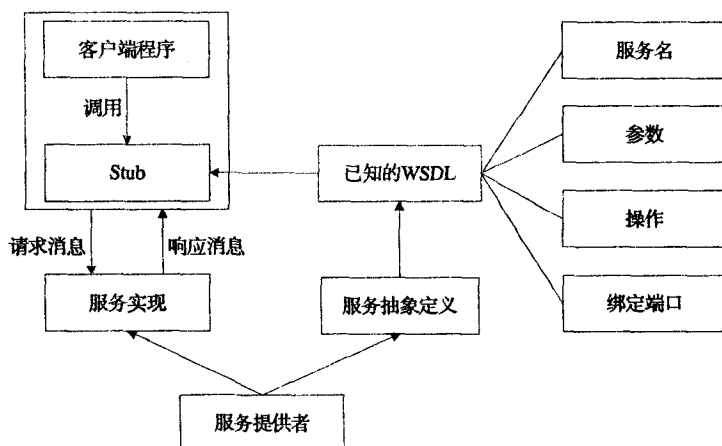 客户端程序
服务名
调用
参数
Stub
已知的WSDL
操作
请求消息
响应消息
服务实现
服务抽象定义
绑定端口
服务提供者